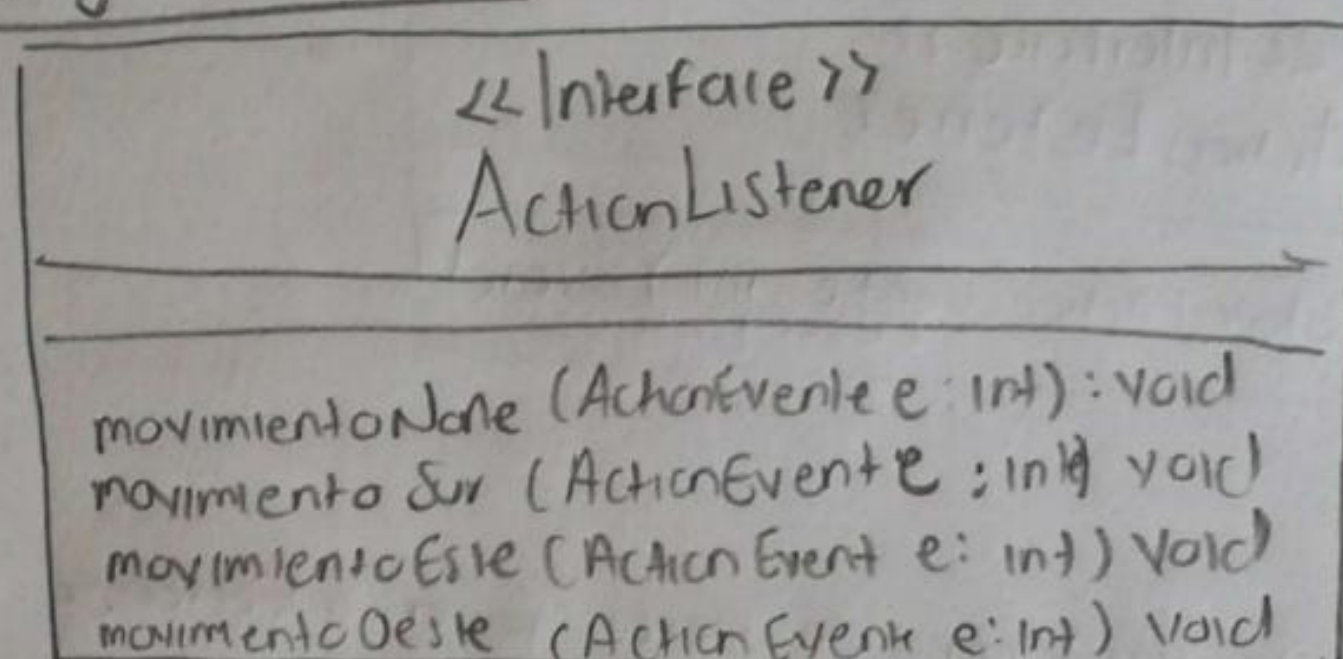 <<Interface>>
ActionListener
movimientoNorte (ActionEvente e: int): void
movimiento Sur (ActionEvent e: int) void
movimientoEste (Action Event e: int) void
movimientoOeste (Action Evente e: int) void